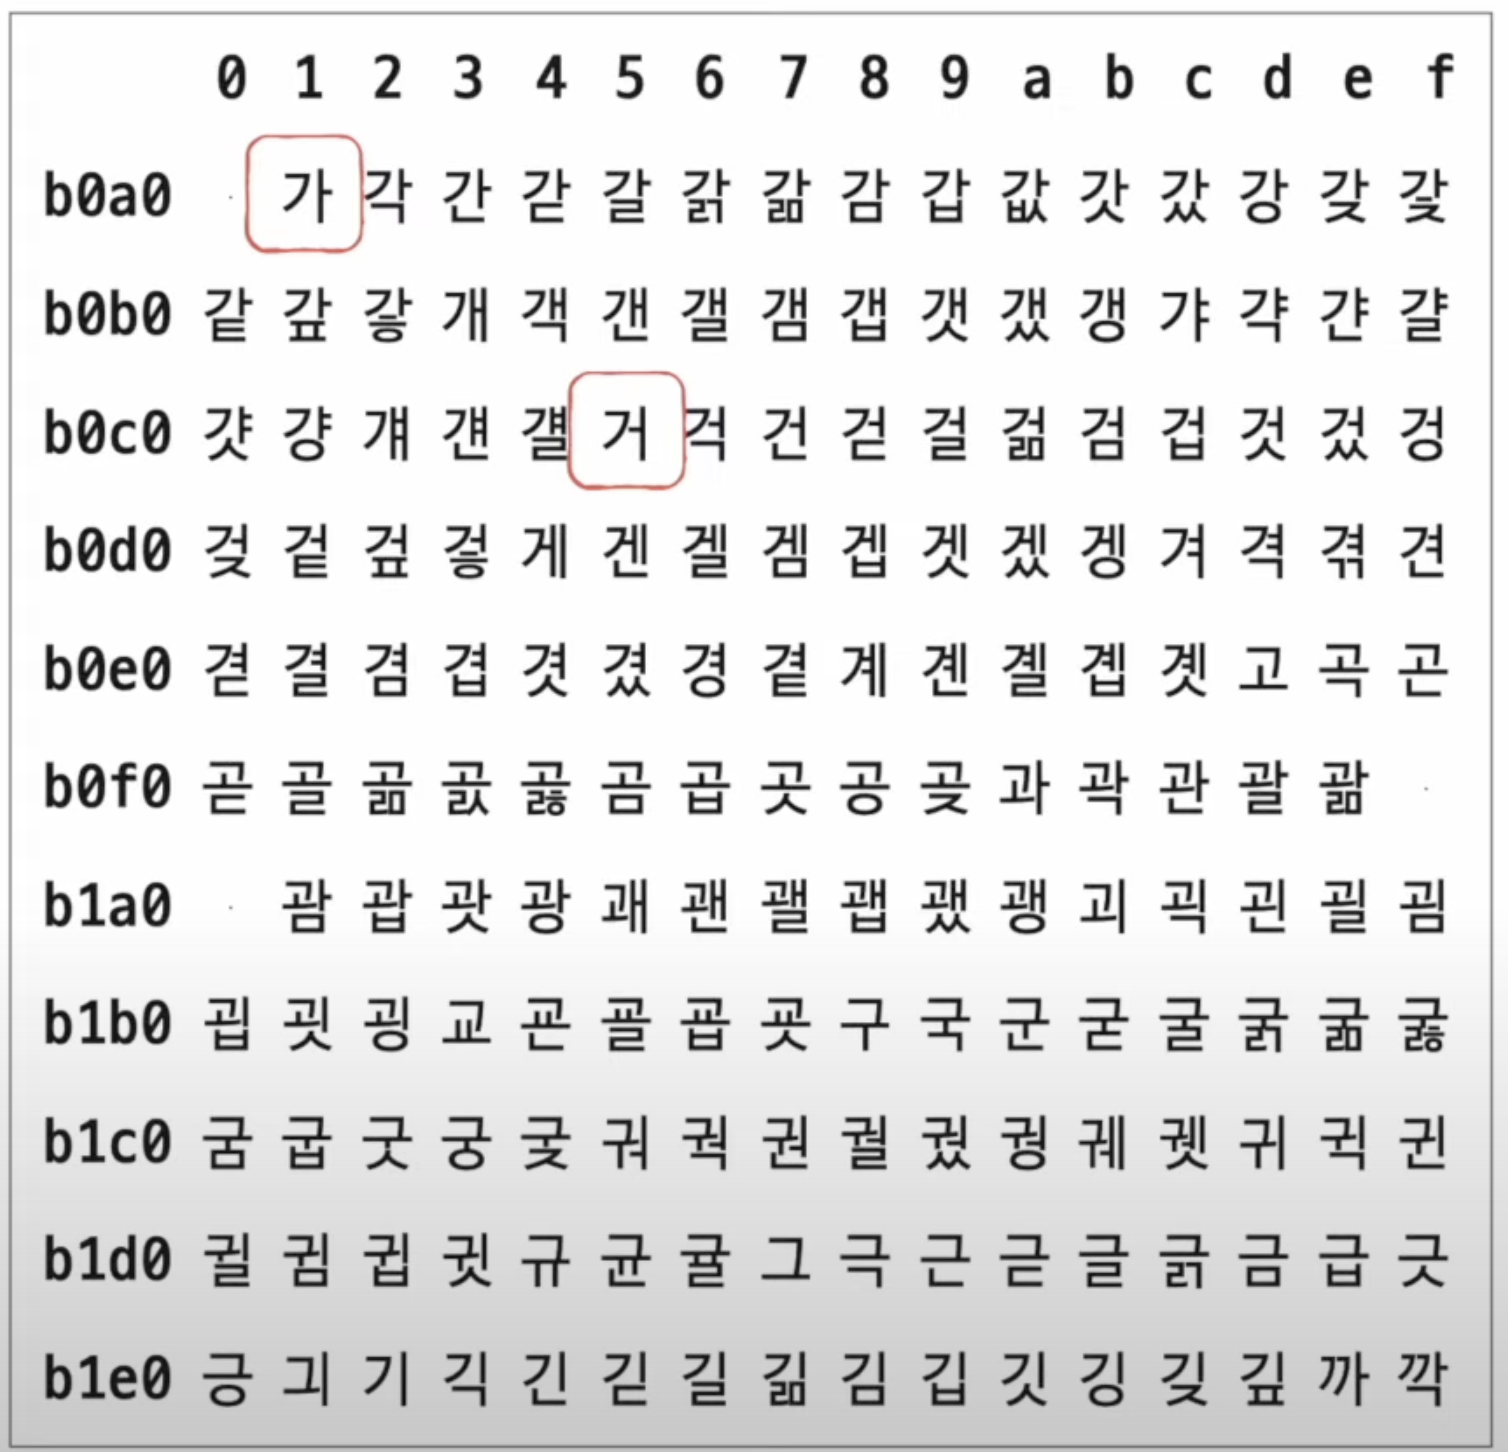 0 1 2 3 4 5 6 7 8 9 a b c d e f
b0a0 가 각 간 갇 갈 갉 갊 감 갑 값 갓 갔 강 갖 갗
b0b0 같 갚 갛 개 객 갠 갤 갬 갭 갯 갰 갱 갸 갹 갼 걀
b0c0 걋 걍 걔 걘 걜 거 걱 건 걷 걸 걺 검 겁 것 겄 겅
b0d0 겆 겉 겊 겋 게 겐 겔 겜 겝 겟 겠 겡 겨 격 겪 견
b0e0 겯 결 겸 겹 겻 겼 경 곁 계 곈 곌 곕 곗 고 곡 곤
b0f0 곧 골 곪 곬 곯 곰 곱 곳 공 곶 과 곽 관 괄 괆
b1a0 괌 괍 괏 광 괘 괜 괠 괩 괬 괭 괴 괵 괸 괼 굄
b1b0 굅 굇 굉 교 굔 굘 굡 굣 구 국 군 굳 굴 굵 굶 굻
b1c0 굼 굽 굿 궁 궂 궈 궉 권 궐 궜 궝 궤 궷 귀 귁 귄
b1d0 귈 귐 귑 귓 규 균 귤 그 극 근 귿 글 긁 금 급 긋
b1e0 긍 긔 기 긱 긴 긷 길 긺 김 깁 깃 깅 깆 깊 까 깍